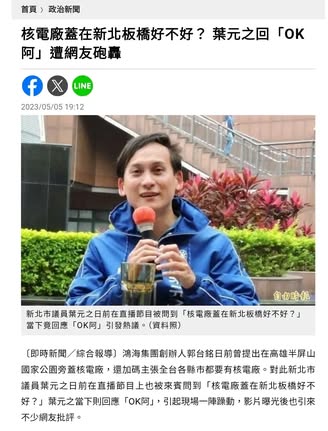 首頁 〉 政治新聞
核電廠蓋在新北板橋好不好？ 葉元之回「OK
阿」遭網友砲轟
LINE
2023/05/05 19:12
自由時報
新北市議員葉元之日前在直播節目被問到「核電廠蓋在新北板橋好不好？」
當下竟回應「OK阿」引發熱議。（資料照）
〔即時新聞／綜合報導〕鴻海集團創辦人郭台銘日前曾提出在高雄半屏山
國家公園旁蓋核電廠，還加碼主張全台各縣市都要有核電廠。對此新北市
議員葉元之日前在直播節目上也被來賓問到「核電廠蓋在新北板橋好不
好？」葉元之當下則回應「OK阿」，引起現場一陣躁動，影片曝光後也引來
不少網友批評。